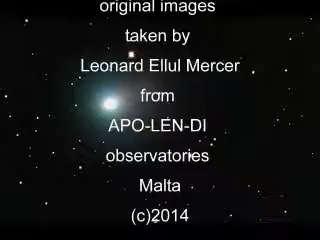 original images
taken by
Leonard Ellul Mercer
from
APO-LEN-DI
observatories
Malta
(c)2014